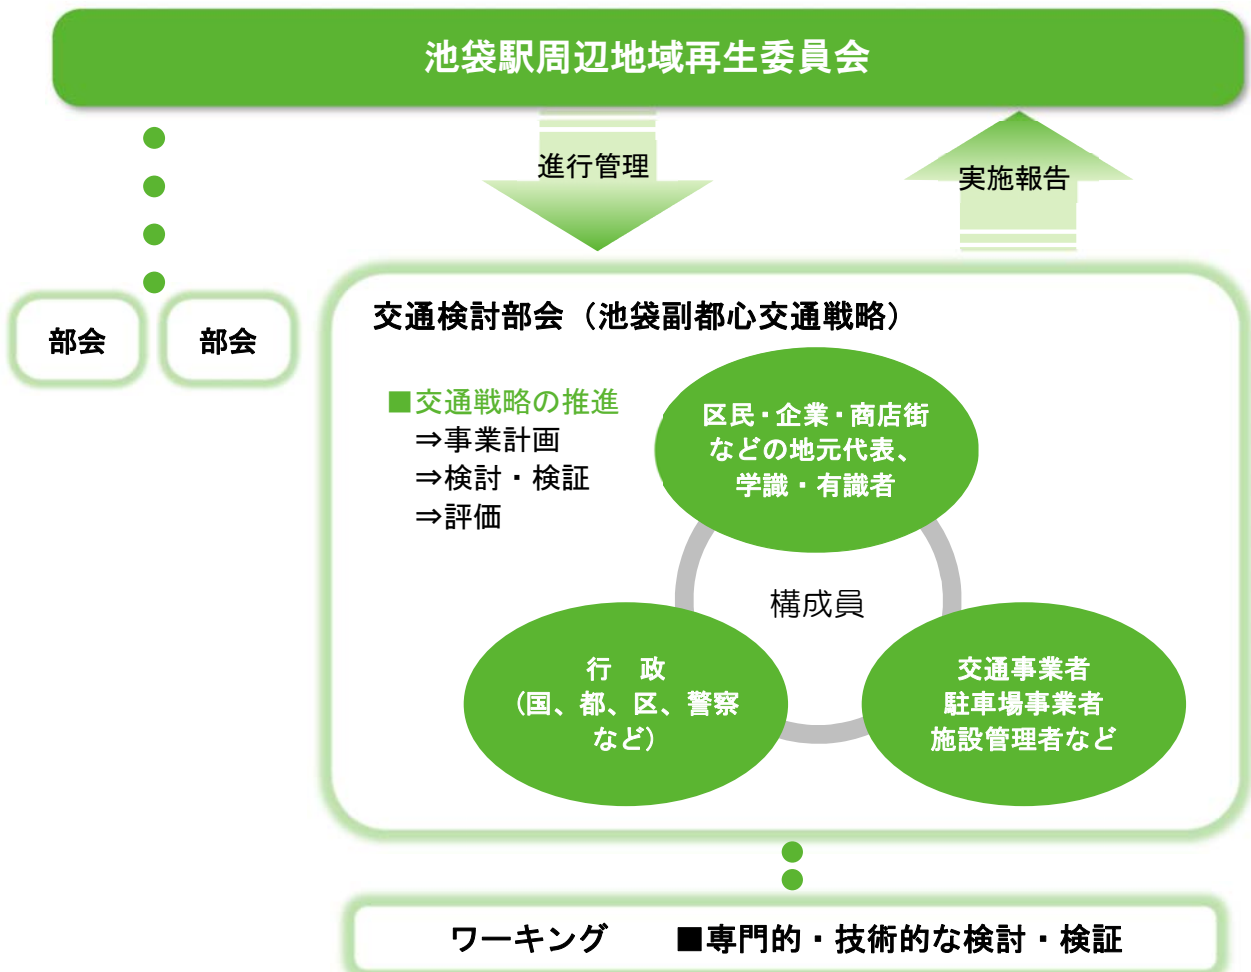 池袋駅周辺地域再生委員会
進行管理
実施報告
部会
部会
交通検討部会（池袋副都心交通戦略）
■交通戦略の推進
⇒事業計画
⇒検討・検証
⇒評価
区民・企業・商店街
などの地元代表、
学識・有識者
構成員
行　政
（国、都、区、警察
など）
交通事業者
駐車場事業者
施設管理者など
ワーキング　　■専門的・技術的な検討・検証